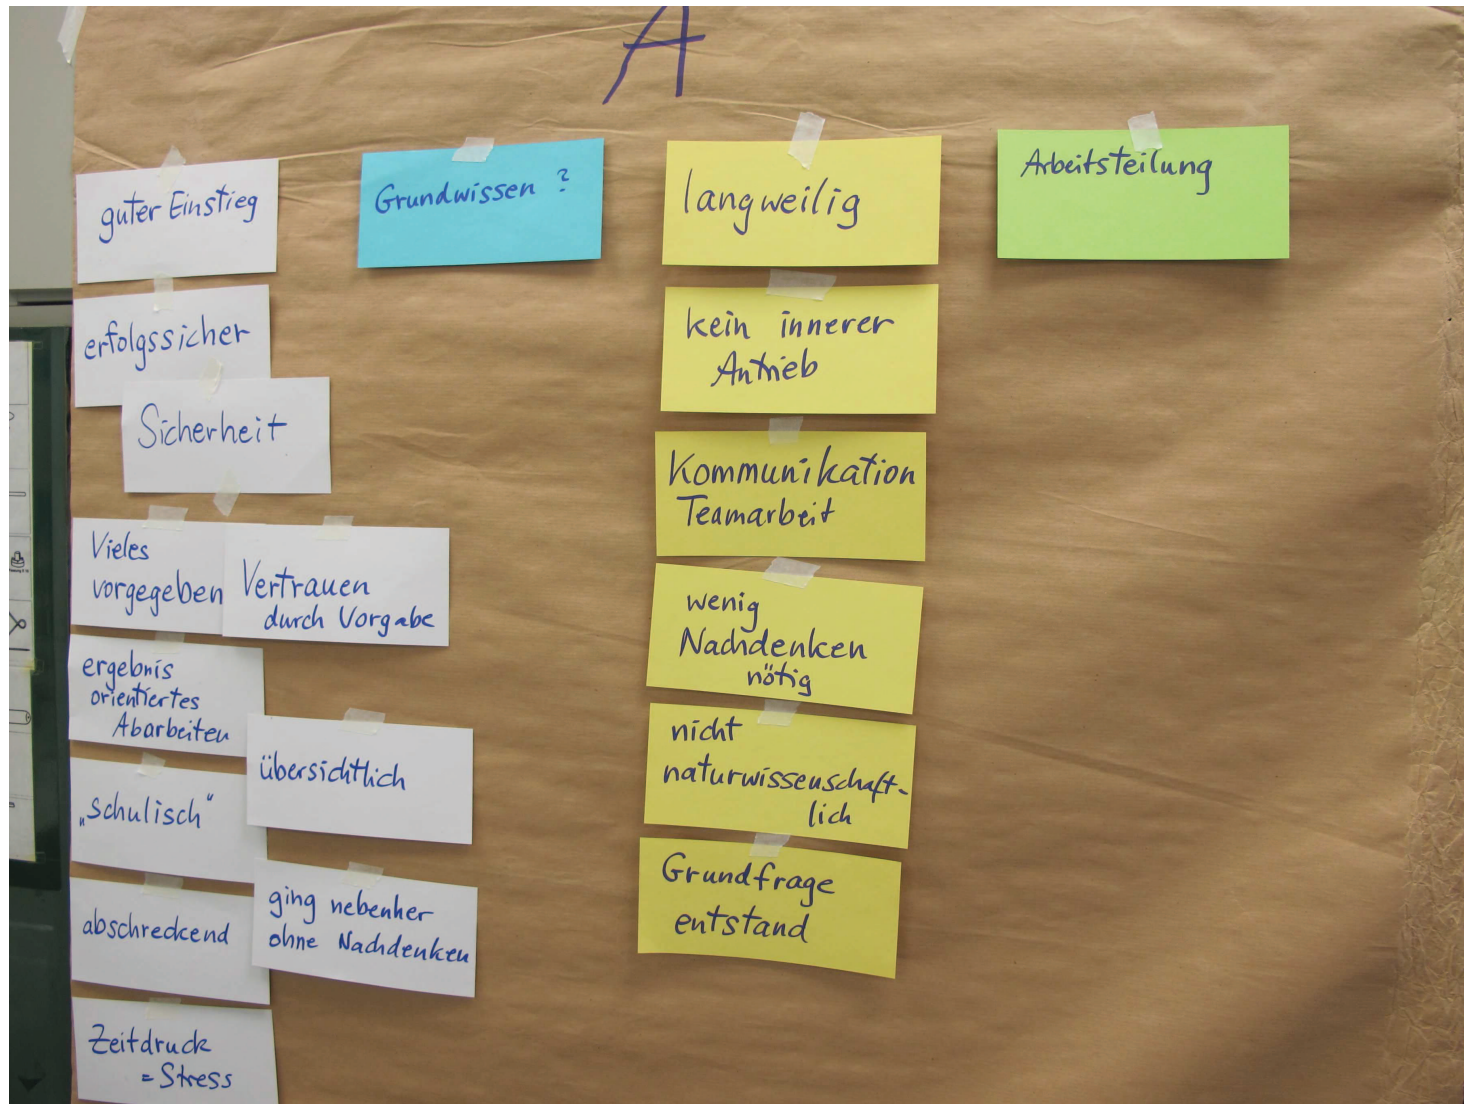 A
guter Einstieg
erfolgssicher
Sicherheit
Vieles
vorgegeben
Vertrauen
durch Vorgabe
ergebnis
orientiertes
Abarbeiten
übersichtlich
„schulisch“
abschreckend
ging nebenher
ohne Nachdenken
Zeitdruck
= Stress
Grundwissen ?
langweilig
kein innerer
Antrieb
Kommunikation
Teamarbeit
wenig
Nachdenken
nötig
nicht
naturwissenschaft-
lich
Grundfrage
entstand
Arbeitsteilung